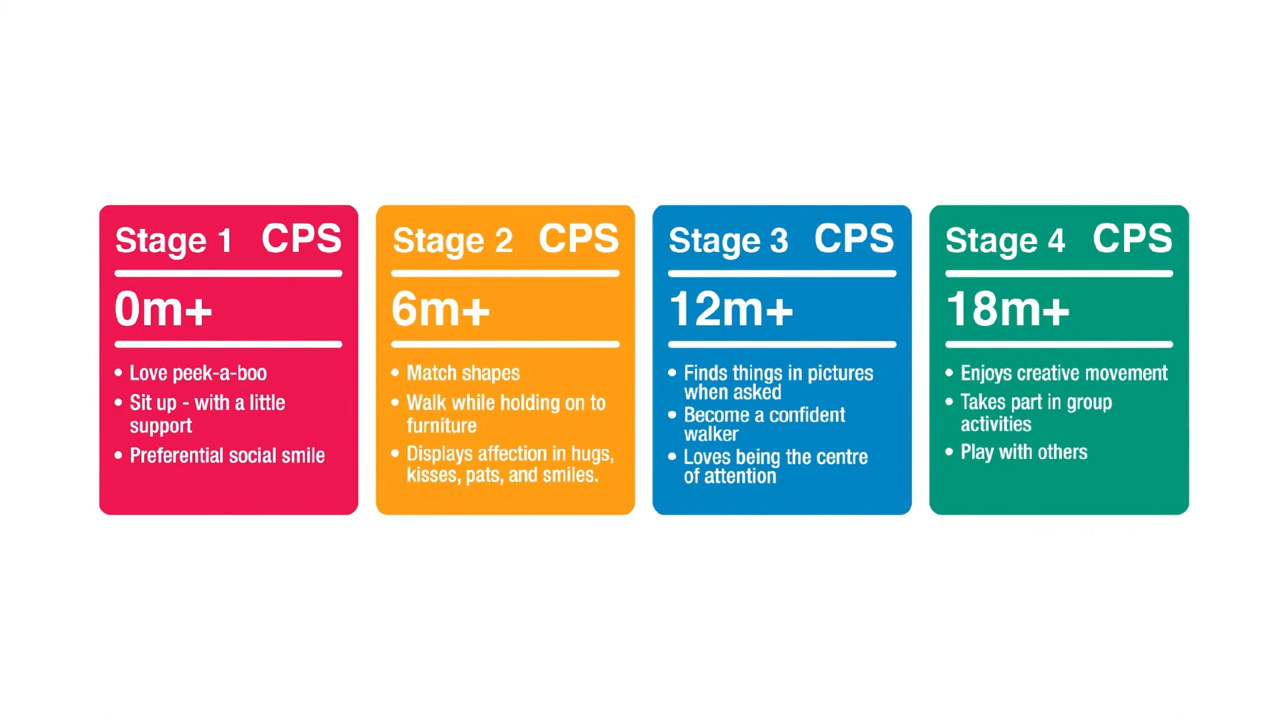 Stage 1 CPS
0m+
• Love peek-a-boo
• Sit up - with a little
support
• Preferential social smile
Stage 2 CPS
6m+
• Match shapes
• Walk while holding on to
furniture
• Displays affection in hugs,
kisses, pats, and smiles.
Stage 3 CPS
12m+
• Finds things in pictures
when asked
• Become a confident
walker
• Loves being the centre
of attention
Stage 4 CPS
18m+
• Enjoys creative movement
• Takes part in group
activities
• Play with others